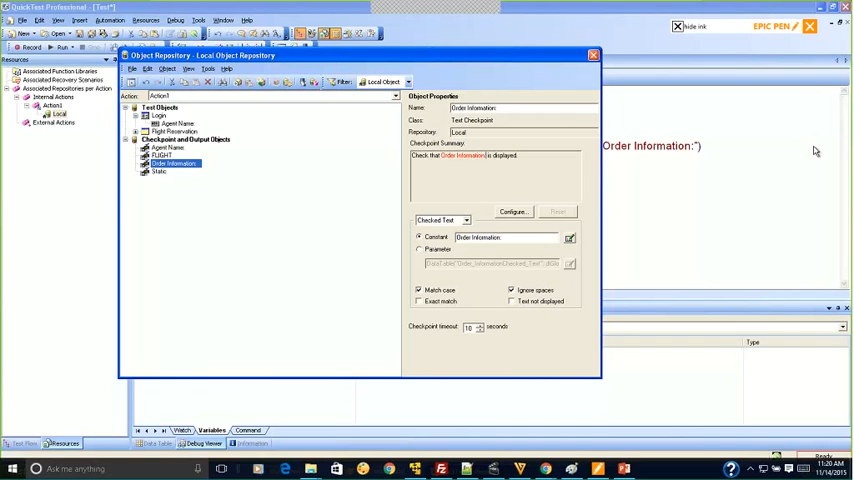 QuickTest Professional - [Test*]
File Edit View Insert Automation Resources Debug Tools Window Help
hide ink EPIC PEN
New Open
Record Run
Resources
Associated Function Libraries
Associated Recovery Scenarios
Associated Repositories per Action
Internal Actions
Action1
Local
External Actions
Object Repository - Local Object Repository
File Edit Object View Tools Help
Filter: Local Object
Action: Action1
Test Objects
Login
Agent Name:
Flight Reservation
Checkpoint and Output Objects
Agent Name:
FLIGHT
Order Information:
Static
Object Properties
Name: Order Information:
Class: Text Checkpoint
Repository: Local
Checkpoint Summary:
Check that Order Information: is displayed.
Configure... Reset
Checked Text
Constant Order Information:
Parameter
Match case Ignore spaces
Exact match Text not displayed
Checkpoint timeout: 10 seconds
Order Information:")
Type
Watch Variables Command
Test Flow Resources Data Table Debug Viewer Information
Ready
Ask me anything
11:20 AM
11/14/2015